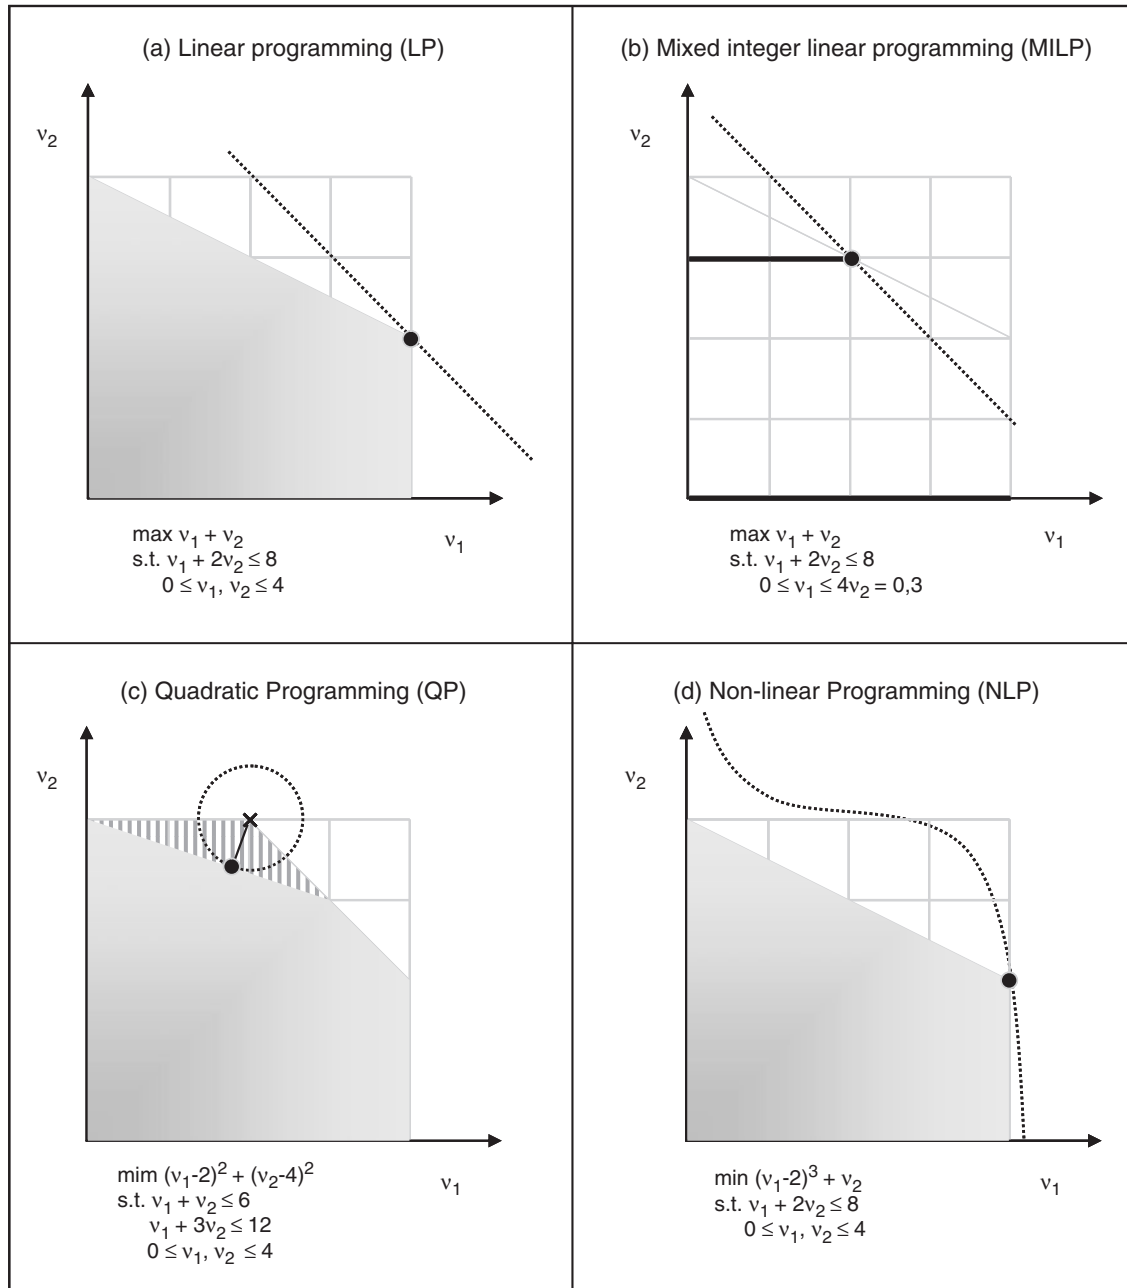 (a) Linear programming (LP)
ν2
ν1
max ν1 + ν2
s.t. ν1 + 2ν2 ≤ 8
0 ≤ ν1, ν2 ≤ 4
(b) Mixed integer linear programming (MILP)
ν2
ν1
max ν1 + ν2
s.t. ν1 + 2ν2 ≤ 8
0 ≤ ν1 ≤ 4ν2 = 0,3
(c) Quadratic Programming (QP)
ν2
ν1
mim (ν1-2)2 + (ν2-4)2
s.t. ν1 + ν2 ≤ 6
ν1 + 3ν2 ≤ 12
0 ≤ ν1, ν2 ≤ 4
(d) Non-linear Programming (NLP)
ν2
ν1
min (ν1-2)3 + ν2
s.t. ν1 + 2ν2 ≤ 8
0 ≤ ν1, ν2 ≤ 4